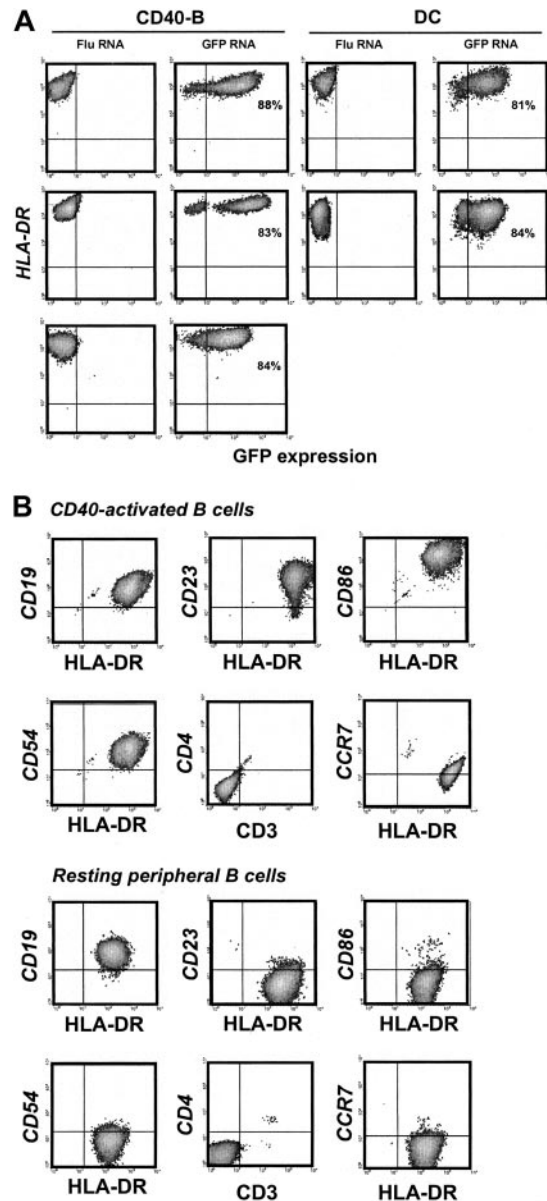 A
CD40-B DC
Flu RNA GFP RNA Flu RNA GFP RNA
88% 81%
83% 84%
84%
HLA-DR
GFP expression
B CD40-activated B cells
CD19 CD23 CD86
HLA-DR HLA-DR HLA-DR
CD54 CD4 CCR7
HLA-DR CD3 HLA-DR
Resting peripheral B cells
CD19 CD23 CD86
HLA-DR HLA-DR HLA-DR
CD54 CD4 CCR7
HLA-DR CD3 HLA-DR